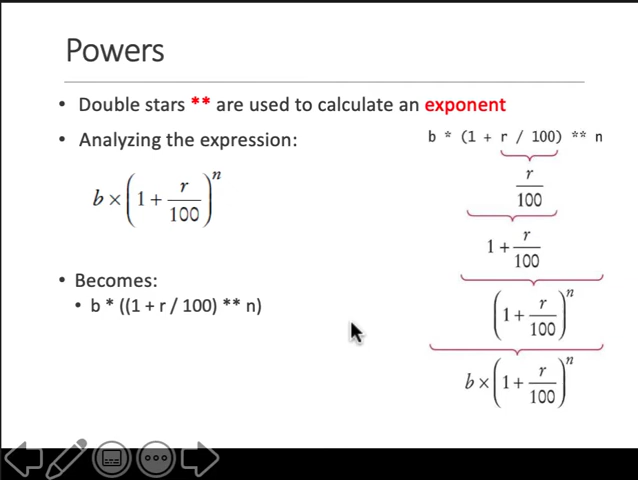 Powers
• Double stars ** are used to calculate an exponent
• Analyzing the expression:
b * (1 + r / 100) ** n
b × (1 + r/100)^n
r/100
1 + r/100
(1 + r/100)^n
b × (1 + r/100)^n
• Becomes:
• b * ((1 + r / 100) ** n)